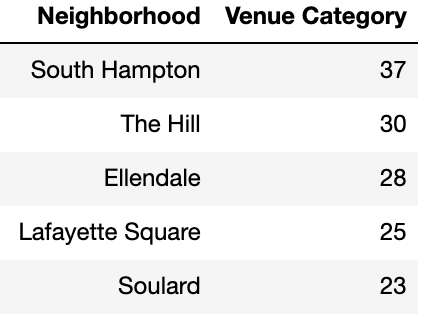 Neighborhood Venue Category
South Hampton 37
The Hill 30
Ellendale 28
Lafayette Square 25
Soulard 23